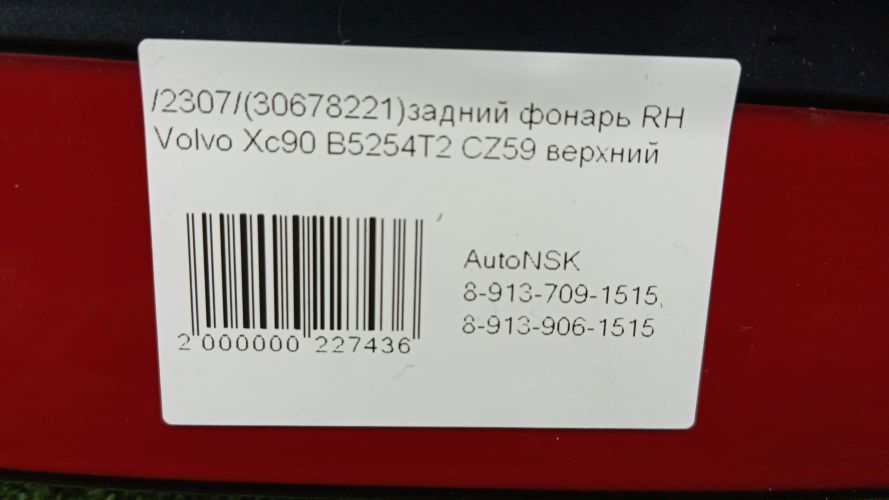 /2307/(30678221)задний фонарь RH
Volvo Xc90 B5254T2 CZ59 верхний
AutoNSK
8-913-709-1515,
8-913-906-1515
2 000000 227436